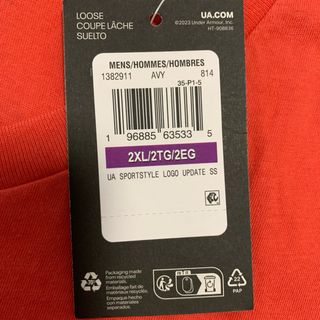 LOOSE
COUPE LÂCHE
SUELTO
UA.COM
©2023 Under Armour, Inc.
HT-908836
MENS/HOMMES/HOMBRES
1382911 AVY 814
35-P1-5
1 96885 63533 5
2XL/2TG/2EG
UA SPORTSTYLE LOGO UPDATE SS
Packaging made
from recycled materials.
Emballage fait de
matériaux recyclés.
Empaque hecho
con materiales
reciclados.
22
PAP